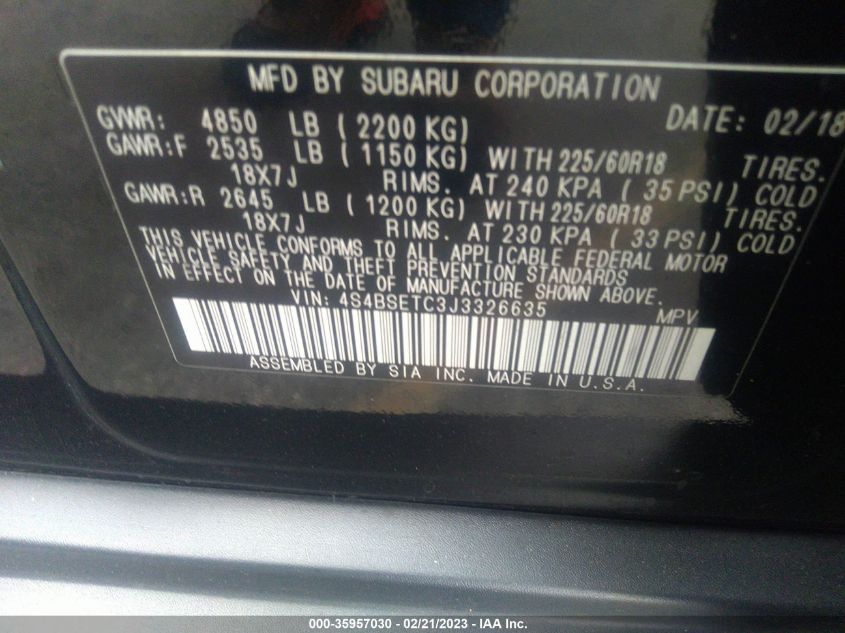 MFD BY SUBARU CORPORATION
GVWR: 4850 LB ( 2200 KG) DATE: 02/18
GAWR:F 2535 LB ( 1150 KG) WITH 225/60R18 TIRES.
18X7J RIMS. AT 240 KPA ( 35 PSI) COLD
GAWR:R 2645 LB ( 1200 KG) WITH 225/60R18 TIRES.
18X7J RIMS. AT 230 KPA ( 33 PSI) COLD
THIS VEHICLE CONFORMS TO ALL APPLICABLE FEDERAL MOTOR
VEHICLE SAFETY AND THEFT PREVENTION STANDARDS
IN EFFECT ON THE DATE OF MANUFACTURE SHOWN ABOVE.
VIN: 4S4BSETC3J3326635 MPV
ASSEMBLED BY SIA INC. MADE IN U.S.A.
000-35957030 - 02/21/2023 - IAA Inc.